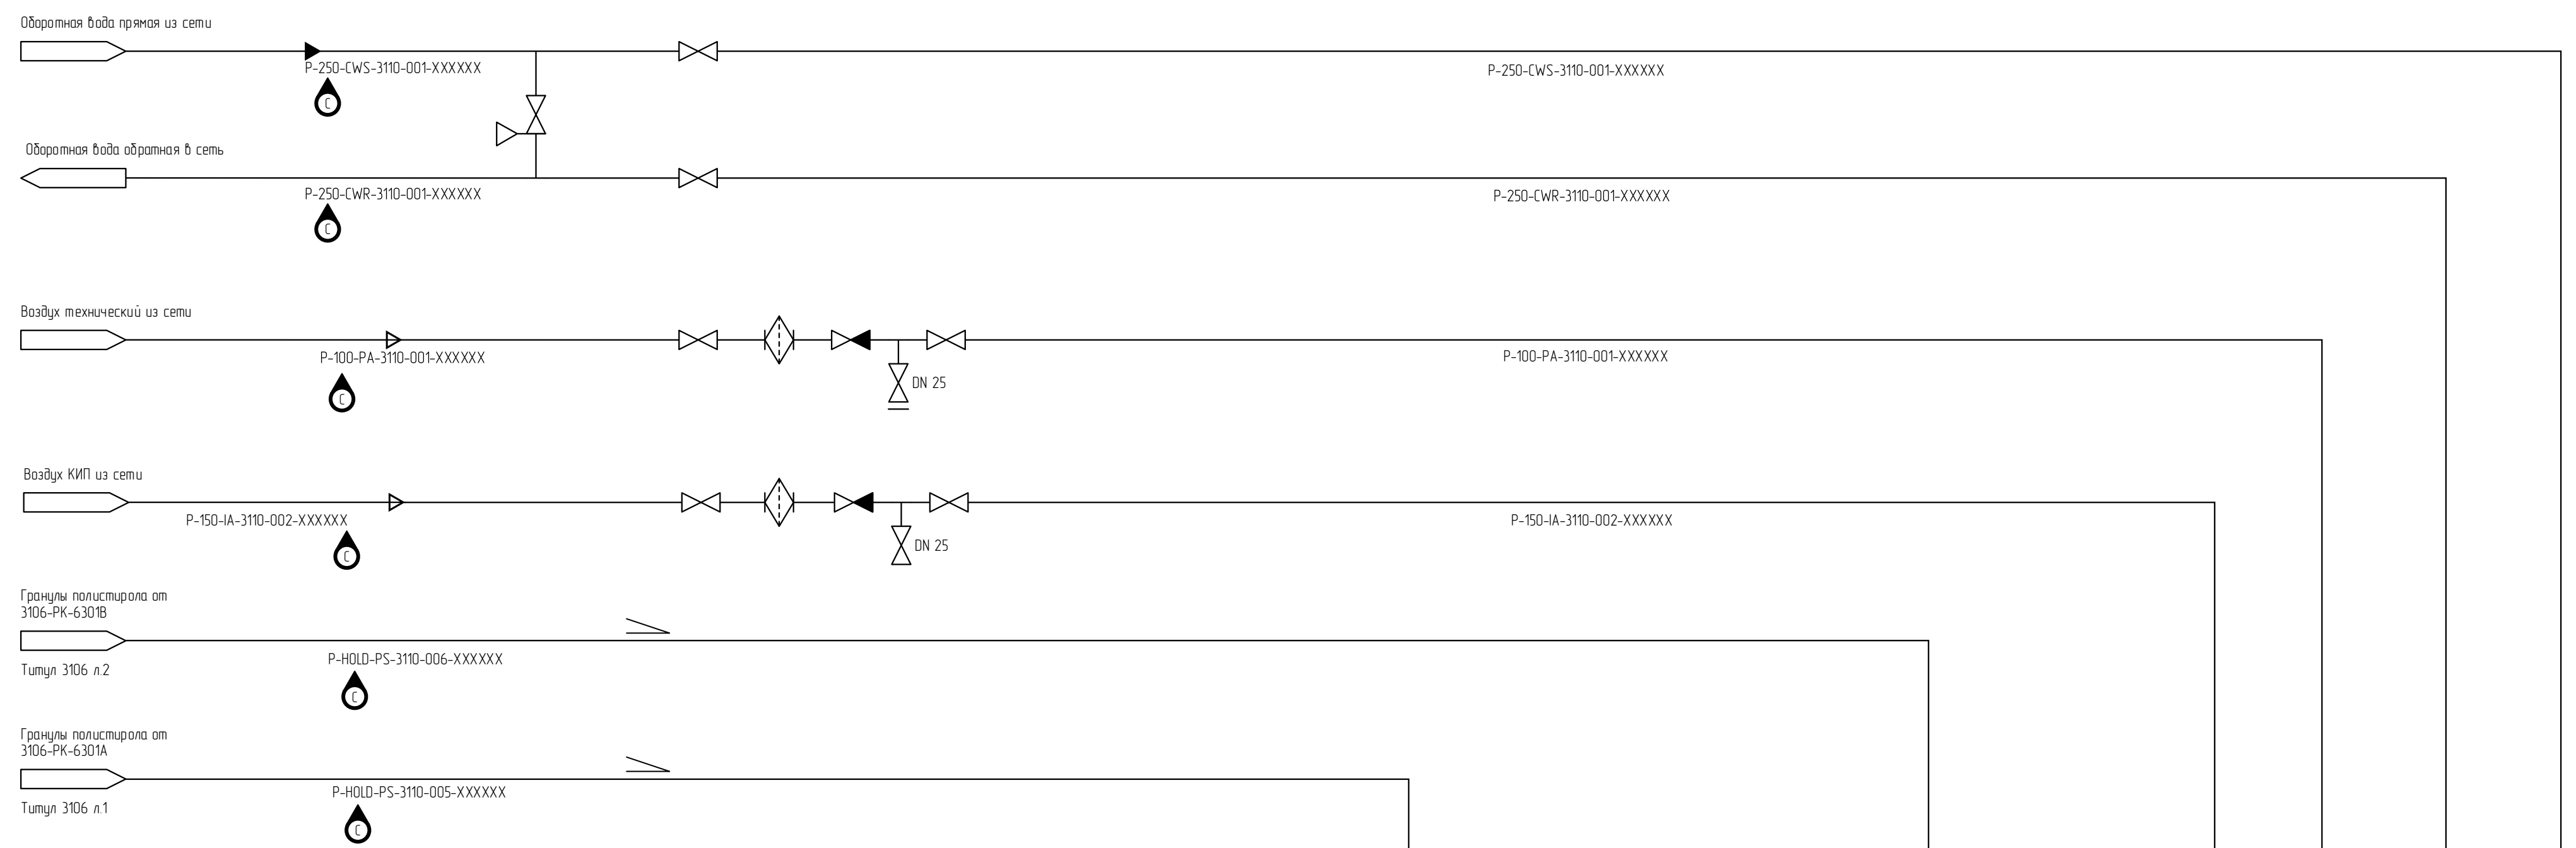 Оборотная вода прямая из сети
P-250-CWS-3110-001-XXXXXX
P-250-CWS-3110-001-XXXXXX
C
Оборотная вода обратная в сеть
P-250-CWR-3110-001-XXXXXX
P-250-CWR-3110-001-XXXXXX
C
Воздух технический из сети
P-100-PA-3110-001-XXXXXX
P-100-PA-3110-001-XXXXXX
DN 25
C
Воздух КИП из сети
P-150-IA-3110-002-XXXXXX
P-150-IA-3110-002-XXXXXX
DN 25
C
Гранулы полистирола от
3106-PK-6301B
P-HOLD-PS-3110-006-XXXXXX
Титул 3106 л.2
C
Гранулы полистирола от
3106-PK-6301A
P-HOLD-PS-3110-005-XXXXXX
Титул 3106 л.1
C